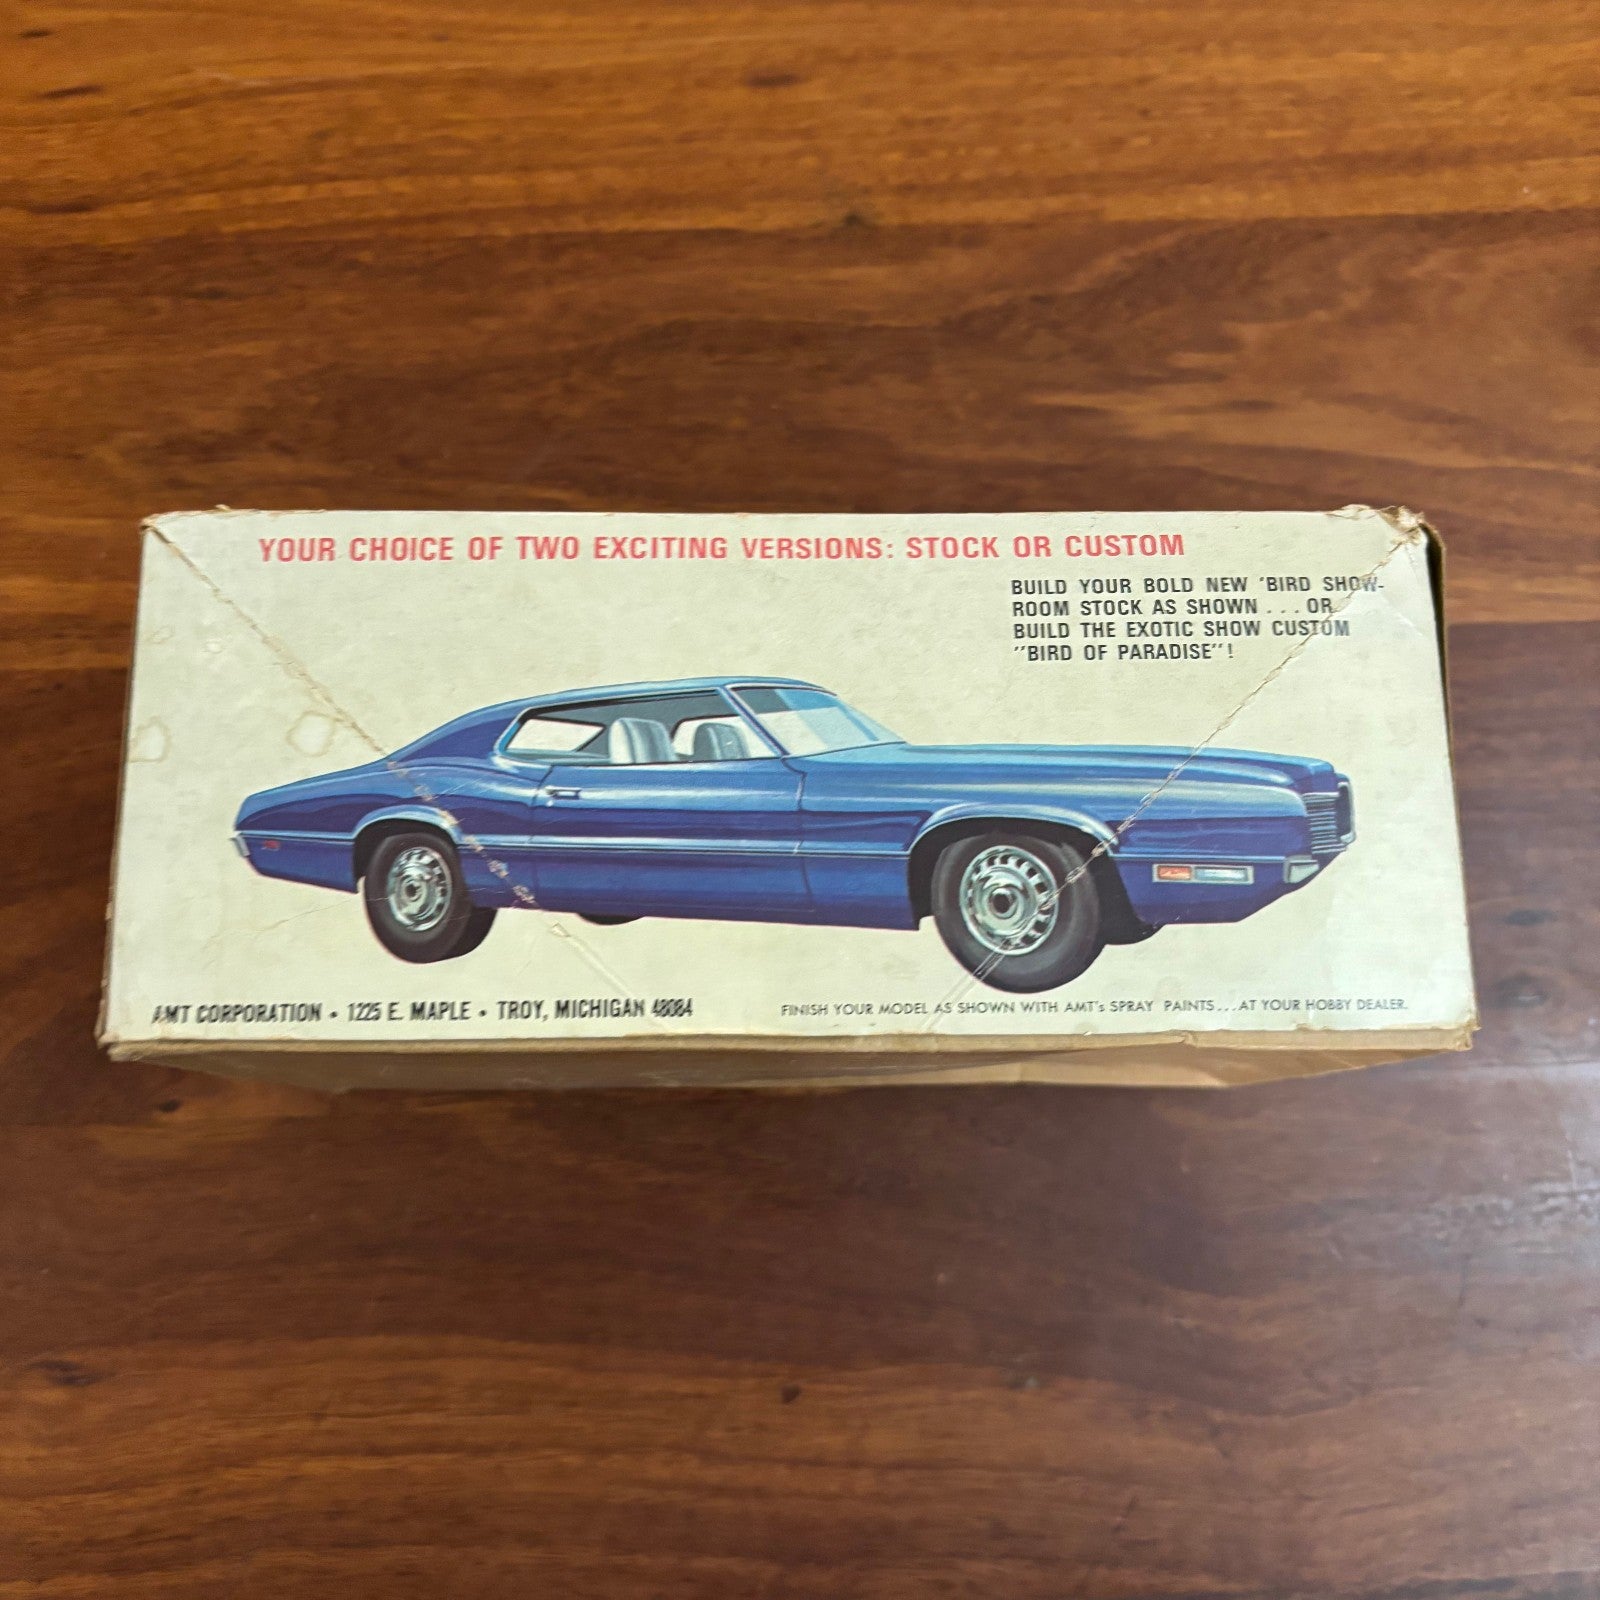 YOUR CHOICE OF TWO EXCITING VERSIONS: STOCK OR CUSTOM
BUILD YOUR BOLD NEW 'BIRD SHOW-
ROOM STOCK AS SHOWN . . . OR
BUILD THE EXOTIC SHOW CUSTOM
"BIRD OF PARADISE"!
AMT CORPORATION • 1225 E. MAPLE • TROY, MICHIGAN 48084
FINISH YOUR MODEL AS SHOWN WITH AMT's SPRAY PAINTS...AT YOUR HOBBY DEALER.